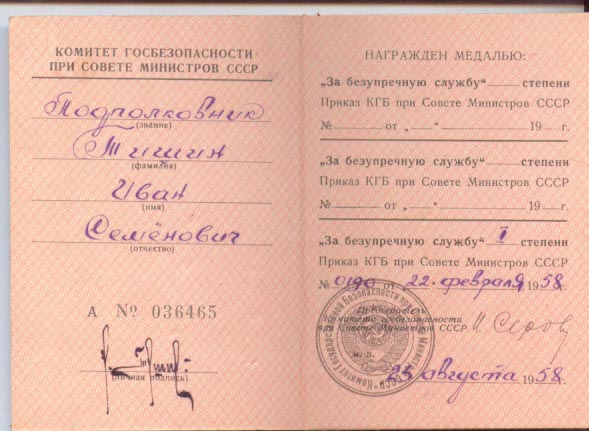 КОМИТЕТ ГОСБЕЗОПАСНОСТИ
ПРИ СОВЕТЕ МИНИСТРОВ СССР
Подполковник
(звание)
Тишин
(фамилия)
Иван
(имя)
Семёнович
(отчество)
А № 036465
(личная подпись)
НАГРАЖДЕН МЕДАЛЬЮ:
„За безупречную службу“ степени
Приказ КГБ при Совете Министров СССР
№ от „ “ 19 г.
„За безупречную службу“ степени
Приказ КГБ при Совете Министров СССР
№ от „ “ 19 г.
„За безупречную службу“ I степени
Приказ КГБ при Совете Министров СССР
№ 0190 от 22 февраля 1958 г.
Председатель
Комитета госбезопасности
при Совете Министров СССР И. Серов
М. П.
25 августа 1958 г.